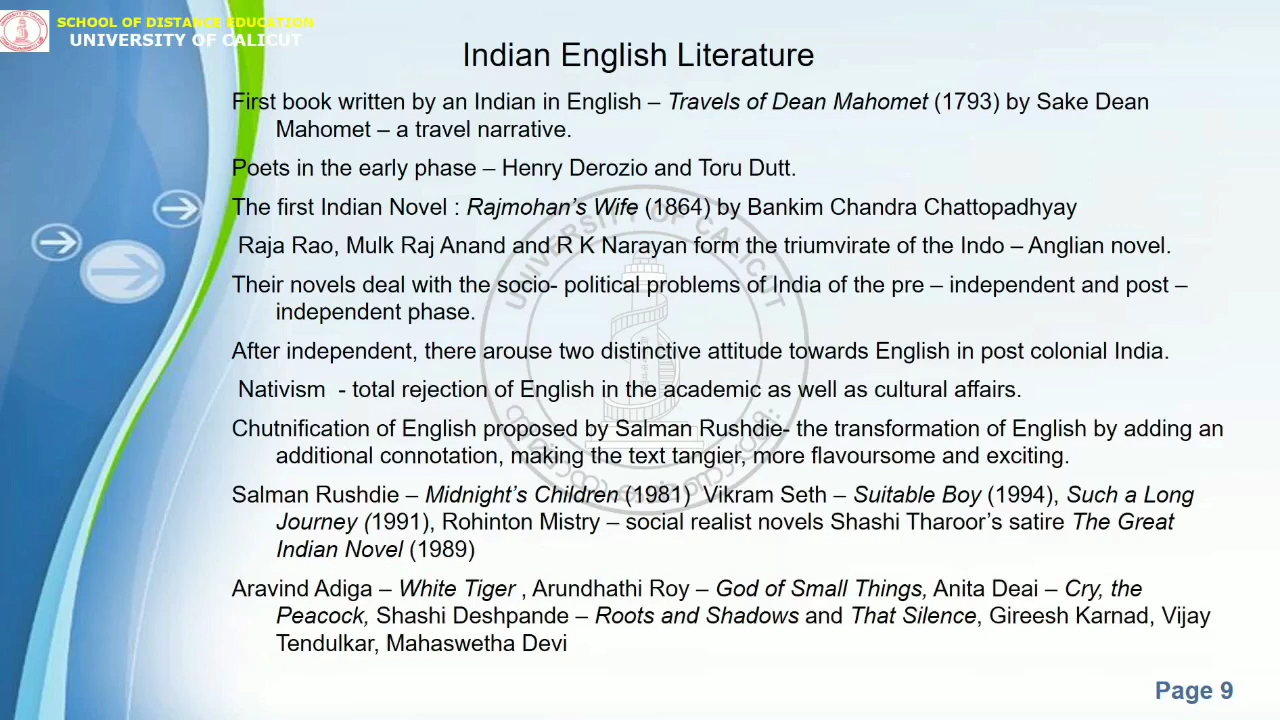 SCHOOL OF DISTANCE EDUCATION
UNIVERSITY OF CALICUT
Indian English Literature
First book written by an Indian in English – Travels of Dean Mahomet (1793) by Sake Dean
Mahomet – a travel narrative.
Poets in the early phase – Henry Derozio and Toru Dutt.
The first Indian Novel : Rajmohan's Wife (1864) by Bankim Chandra Chattopadhyay
Raja Rao, Mulk Raj Anand and R K Narayan form the triumvirate of the Indo – Anglian novel.
Their novels deal with the socio- political problems of India of the pre – independent and post –
independent phase.
After independent, there arouse two distinctive attitude towards English in post colonial India.
Nativism - total rejection of English in the academic as well as cultural affairs.
Chutnification of English proposed by Salman Rushdie- the transformation of English by adding an
additional connotation, making the text tangier, more flavoursome and exciting.
Salman Rushdie – Midnight's Children (1981) Vikram Seth – Suitable Boy (1994), Such a Long
Journey (1991), Rohinton Mistry – social realist novels Shashi Tharoor's satire The Great
Indian Novel (1989)
Aravind Adiga – White Tiger , Arundhathi Roy – God of Small Things, Anita Deai – Cry, the
Peacock, Shashi Deshpande – Roots and Shadows and That Silence, Gireesh Karnad, Vijay
Tendulkar, Mahaswetha Devi
UNIVERSITY OF CALICUT
Page 9